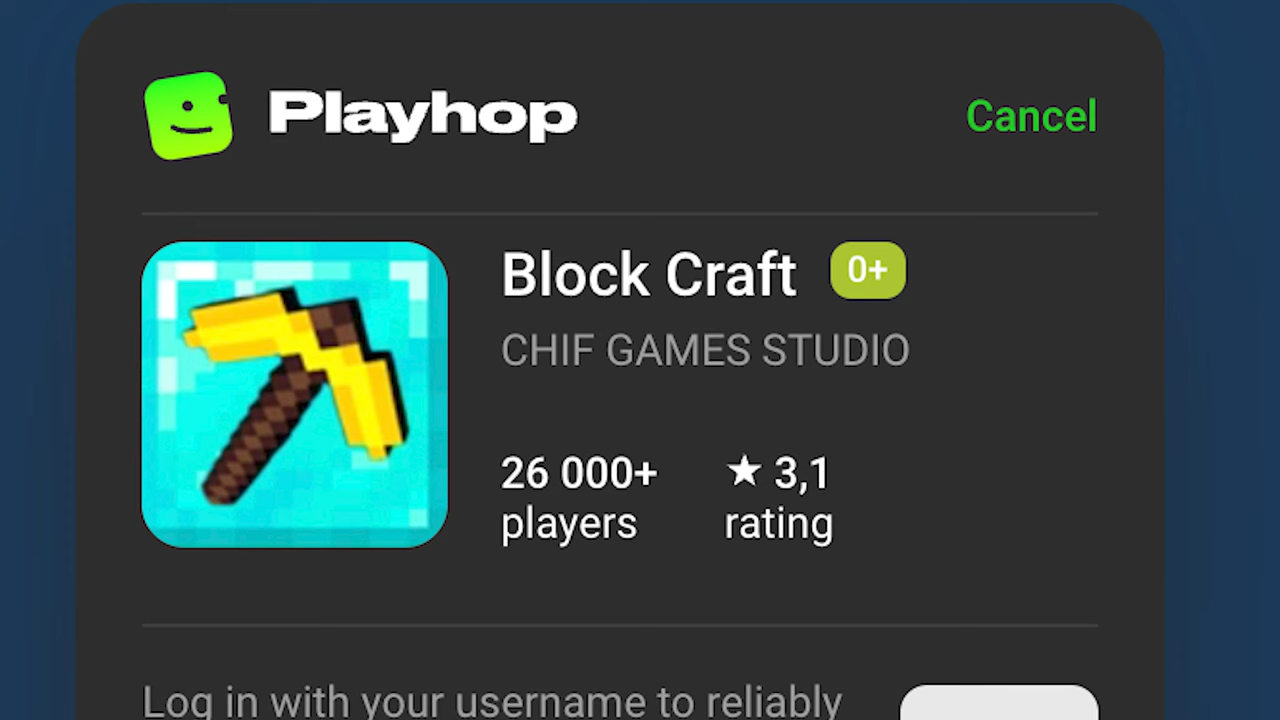 Playhop
Cancel
Block Craft 0+
CHIF GAMES STUDIO
26 000+ ★ 3,1
players rating
Log in with your username to reliably